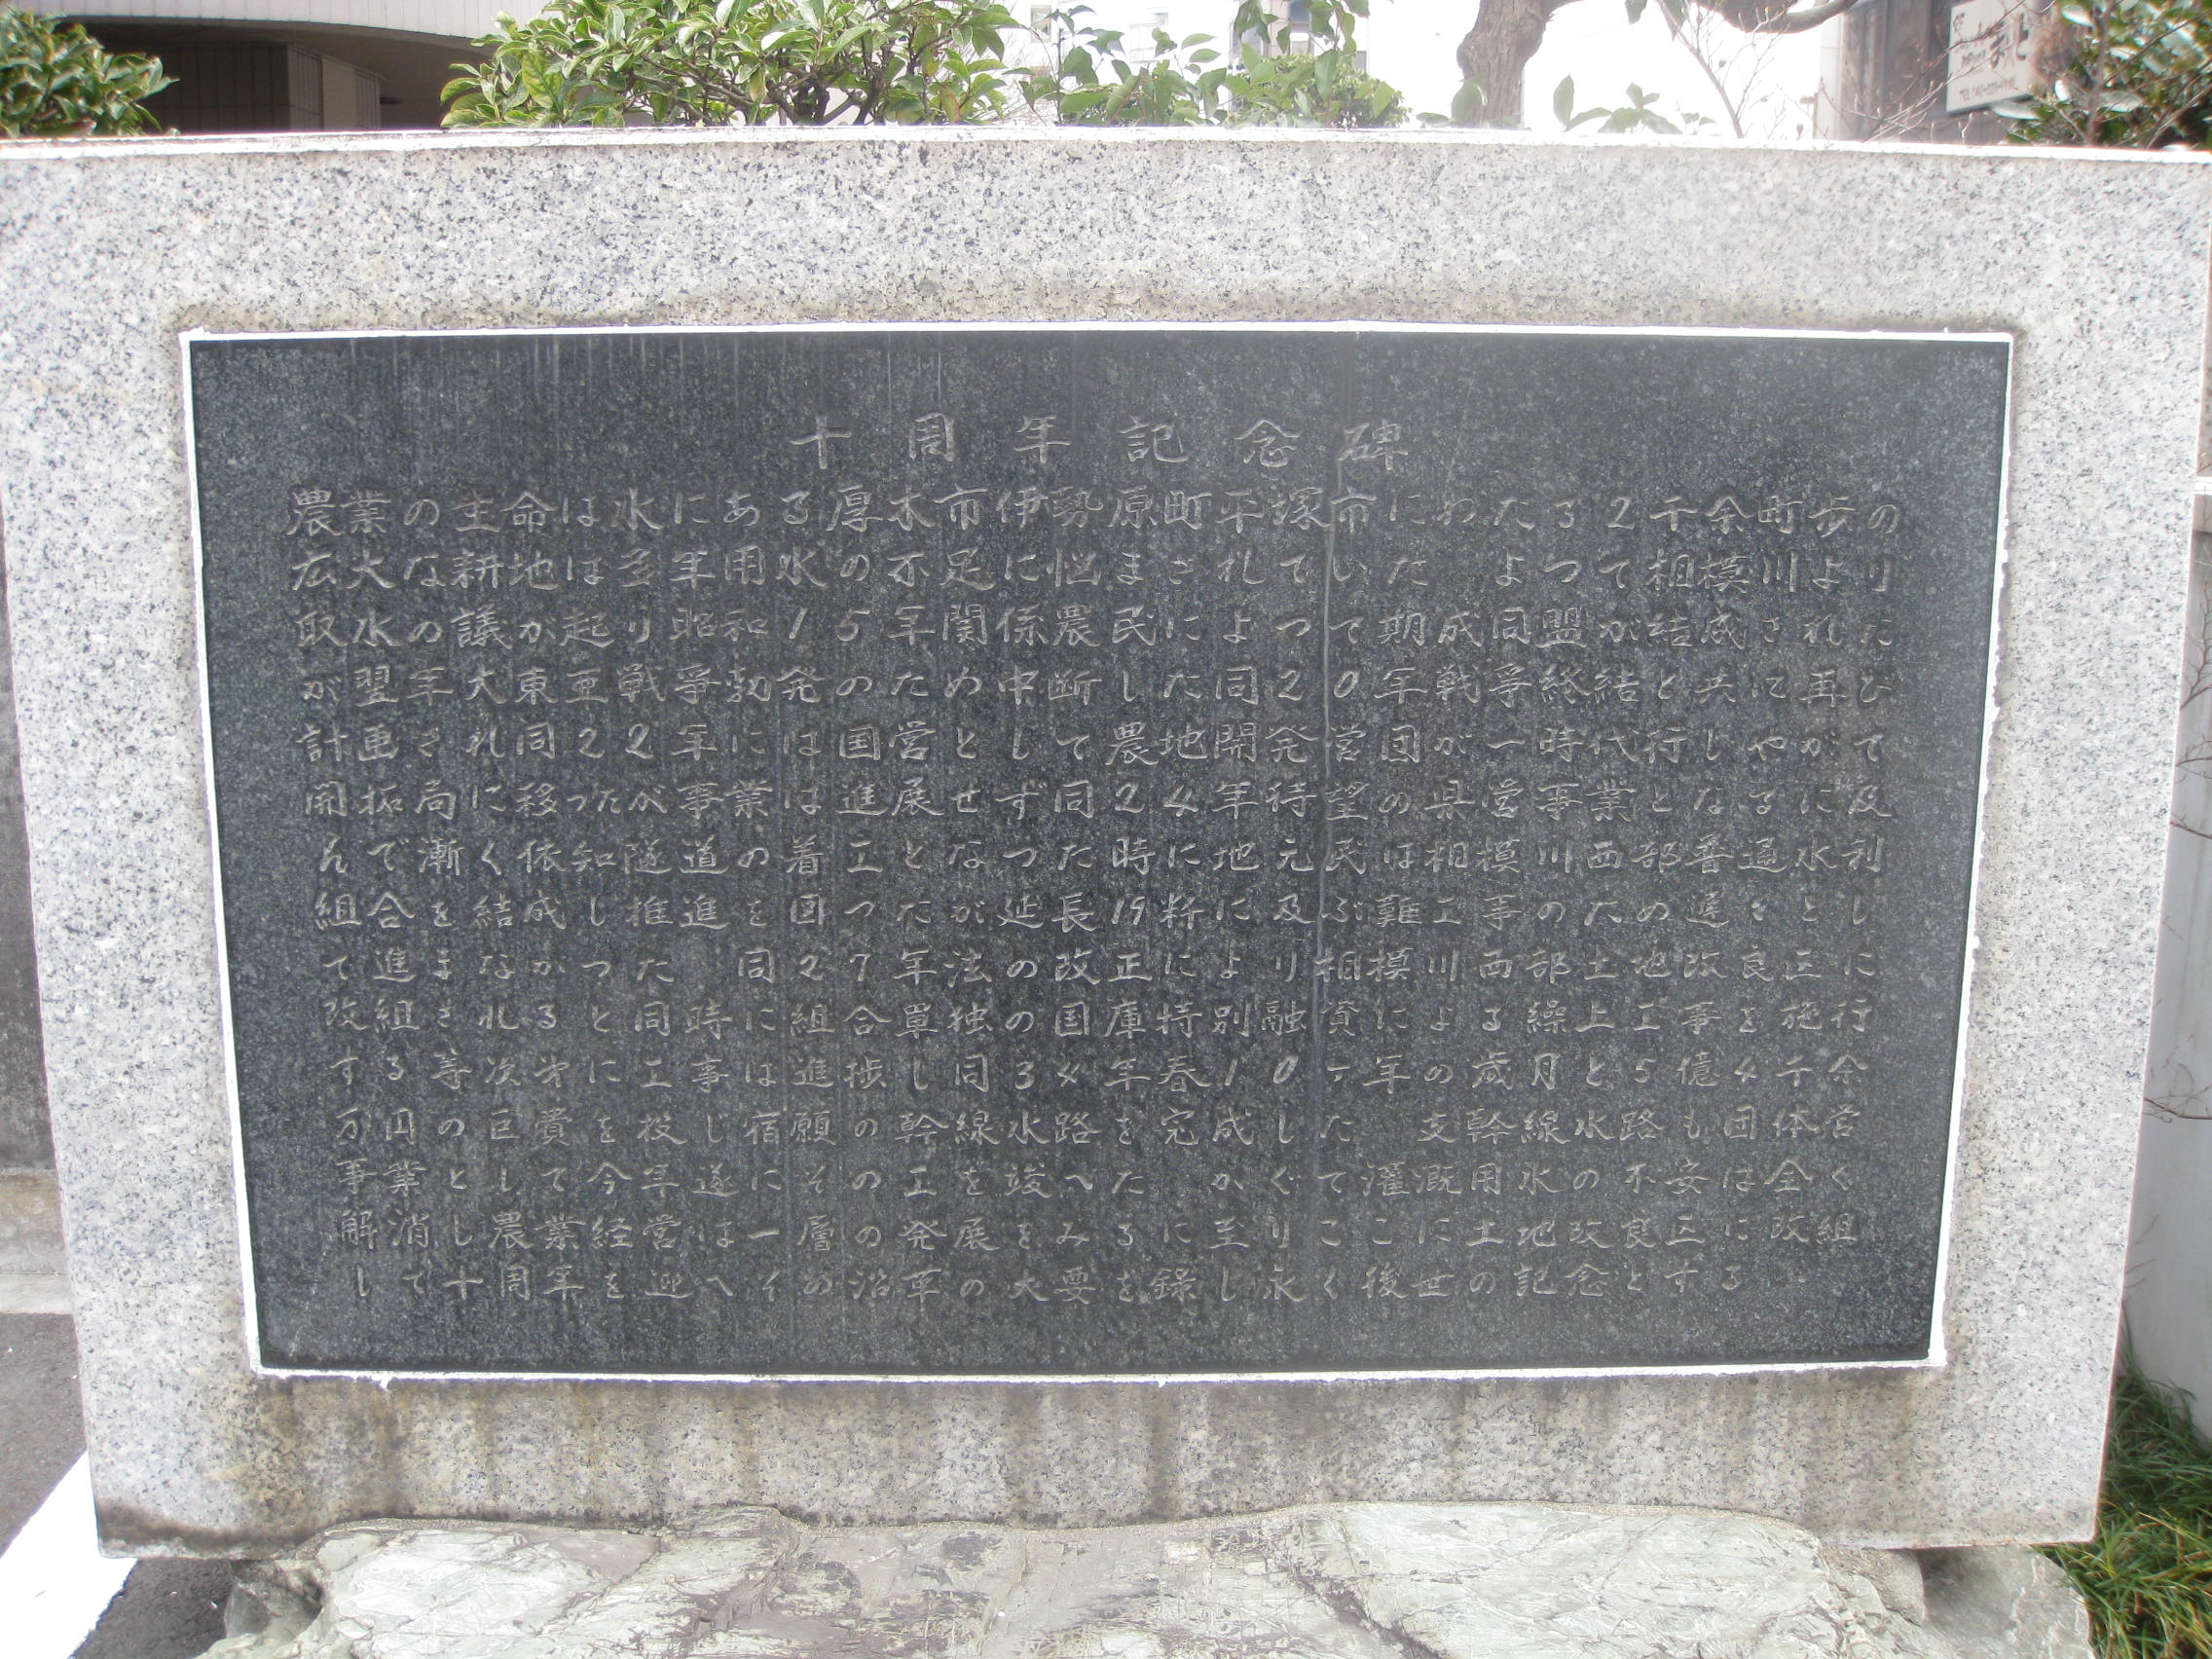 十周年記念碑
農業の主命は水にある厚木市伊勢原町平塚市にわたる2千余町歩の
広大な耕地は多年用水の不足に悩まされていたよつて相模川より
取水の議が起り昭和15年関係農民によつて期成同盟が結成された
が翌年大東亜戦争勃発のため中断した同20年戦争終結と共に再び
計画され同22年には国営として農地開発営団が一時代行しやがて
開拓局に移つたが事業は進展せず同24年待望の県営事業となるに及
んで漸く依知隧道の着工となつた時に地元民は相模川西部普通水利
組合を結成し推進を図つたが延長19粁に及ぶ難工事のため遅々とし
て進まなかつた 同27年法の改正により相模川西部土地改良区に
改組されると同時に組合單独の国庫特別融資による繰上工事を施行
する等次第に工事は進捗し同34年春10ヶ年の歳月と5億4千余
万円の巨費を投じ宿願の幹線水路を完成した 支幹線水路も団体営
事業として今年遂にその工を竣へたかくて灌漑用水の不安は全く
解消し農業経営は一層の発展をみるに至りここに土地改良区に改組
して十周年を迎へその沿革の大要を録し永く後世の記念とする